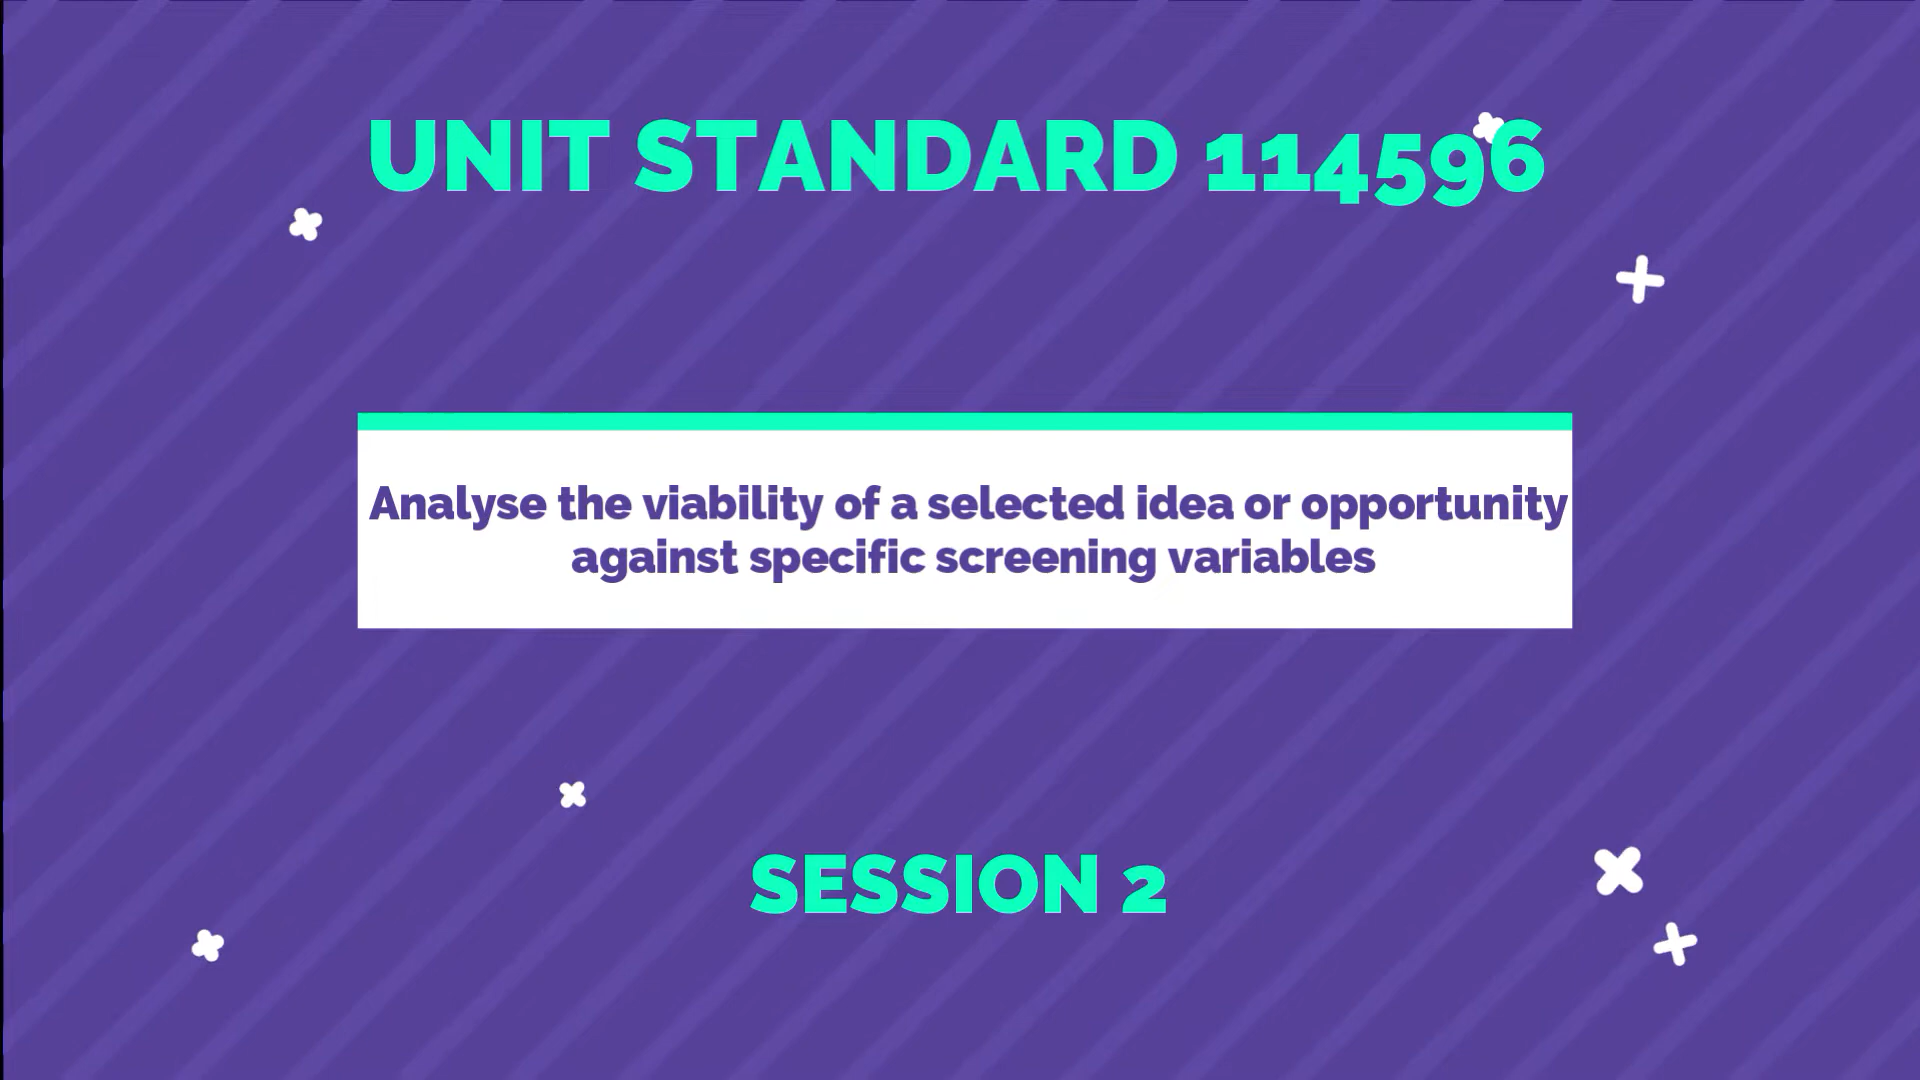 UNIT STANDARD 114596
Analyse the viability of a selected idea or opportunity
against specific screening variables
SESSION 2